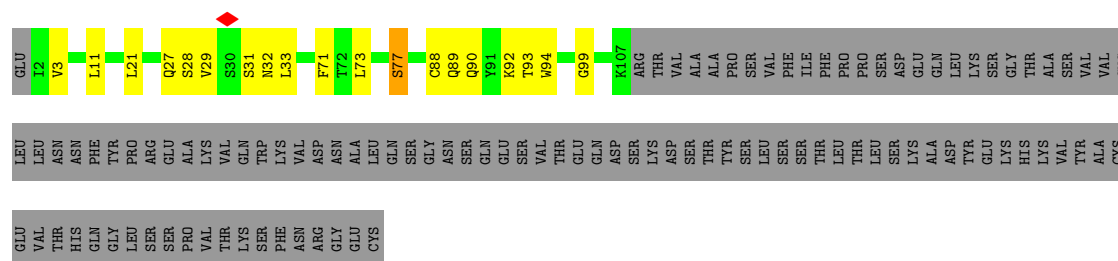 GLU I2 V3 L11 L21 Q27 S28 V29 S30 S31 N32 L33 F71 T72 L73 S77 C88 Q89 Q90 Y91 K92 T93 W94 G99 K107 ARG THR VAL ALA ALA PRO SER VAL PHE ILE PHE PRO PRO SER ASP GLU GLN LEU LYS SER GLY THR ALA SER VAL VAL
LEU LEU ASN ASN PHE TYR PRO ARG GLU ALA LYS VAL GLN TRP LYS VAL ASP ASN ALA LEU GLN SER GLY ASN SER GLN GLU SER VAL THR GLU GLN ASP SER LYS ASP SER THR TYR SER LEU SER SER THR LEU THR LEU SER LYS ALA ASP TYR GLU LYS HIS LYS VAL TYR ALA CYS
GLU VAL THR HIS GLN GLY LEU SER SER PRO VAL THR LYS SER PHE ASN ARG GLY GLU CYS